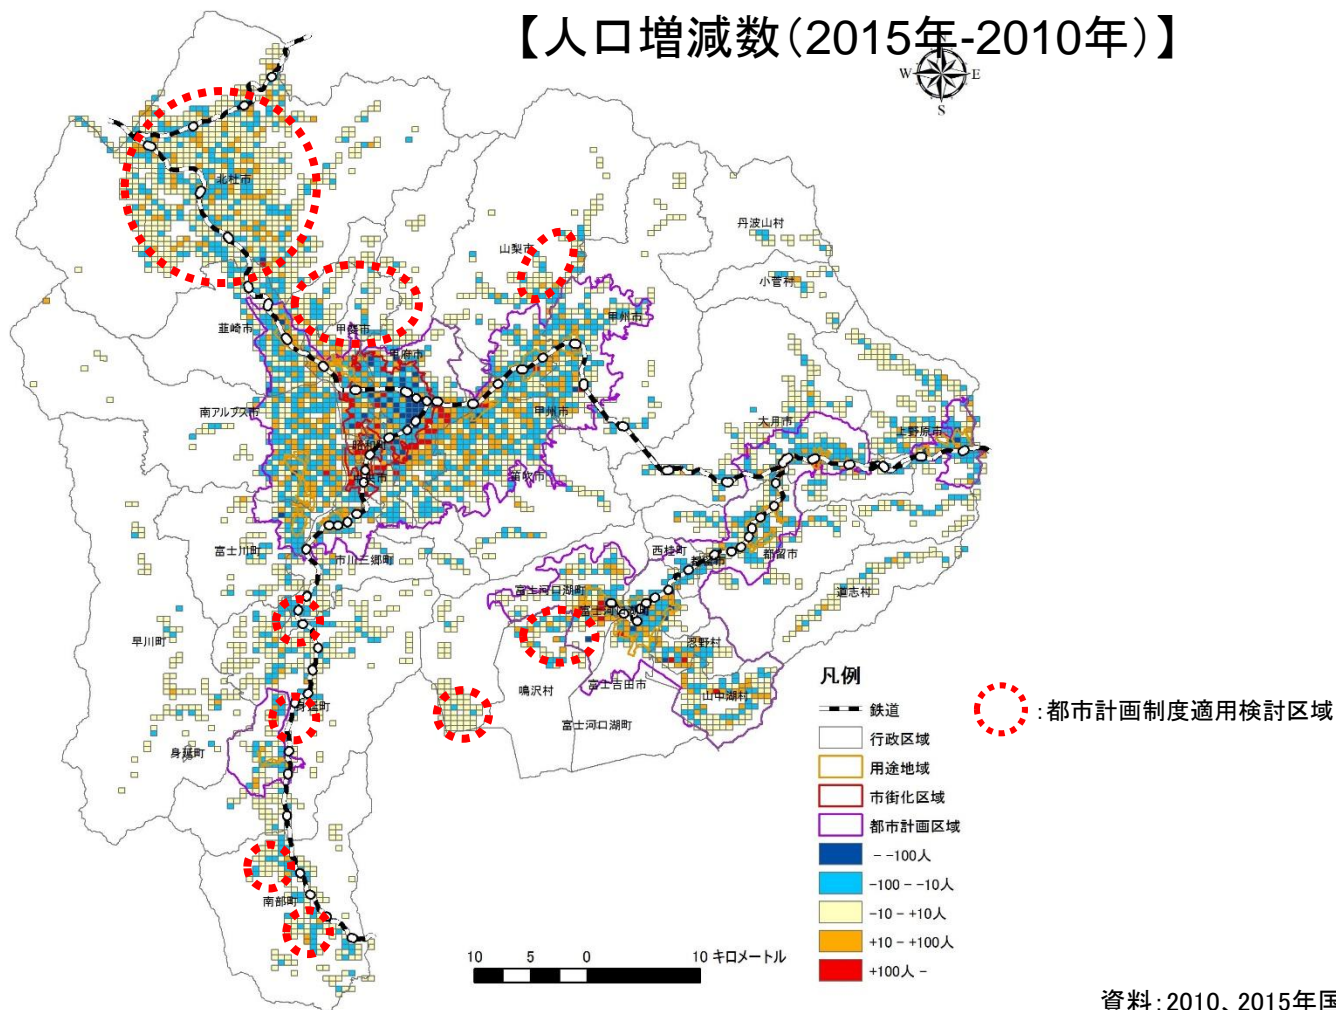 【人口増減数(2015年-2010年)】
N
W
E
S
北杜市
山梨市
丹波山村
小菅村
韮崎市
甲斐市
甲府市
甲州市
南アルプス市
甲州市
大月市
上野原市
昭和町
笛吹市
富士川町
市川三郷町
西桂町
都留市
富士河口湖町
道志村
早川町
忍野村
鳴沢村
富士吉田市
山中湖村
身延町
富士河口湖町
身延町
南部町
凡例
鉄道
行政区域
用途地域
市街化区域
都市計画区域
- -100人
-100 - -10人
-10 - +10人
+10 - +100人
+100人 -
:都市計画制度適用検討区域
10 5 0 10 キロメートル
資料:2010、2015年国